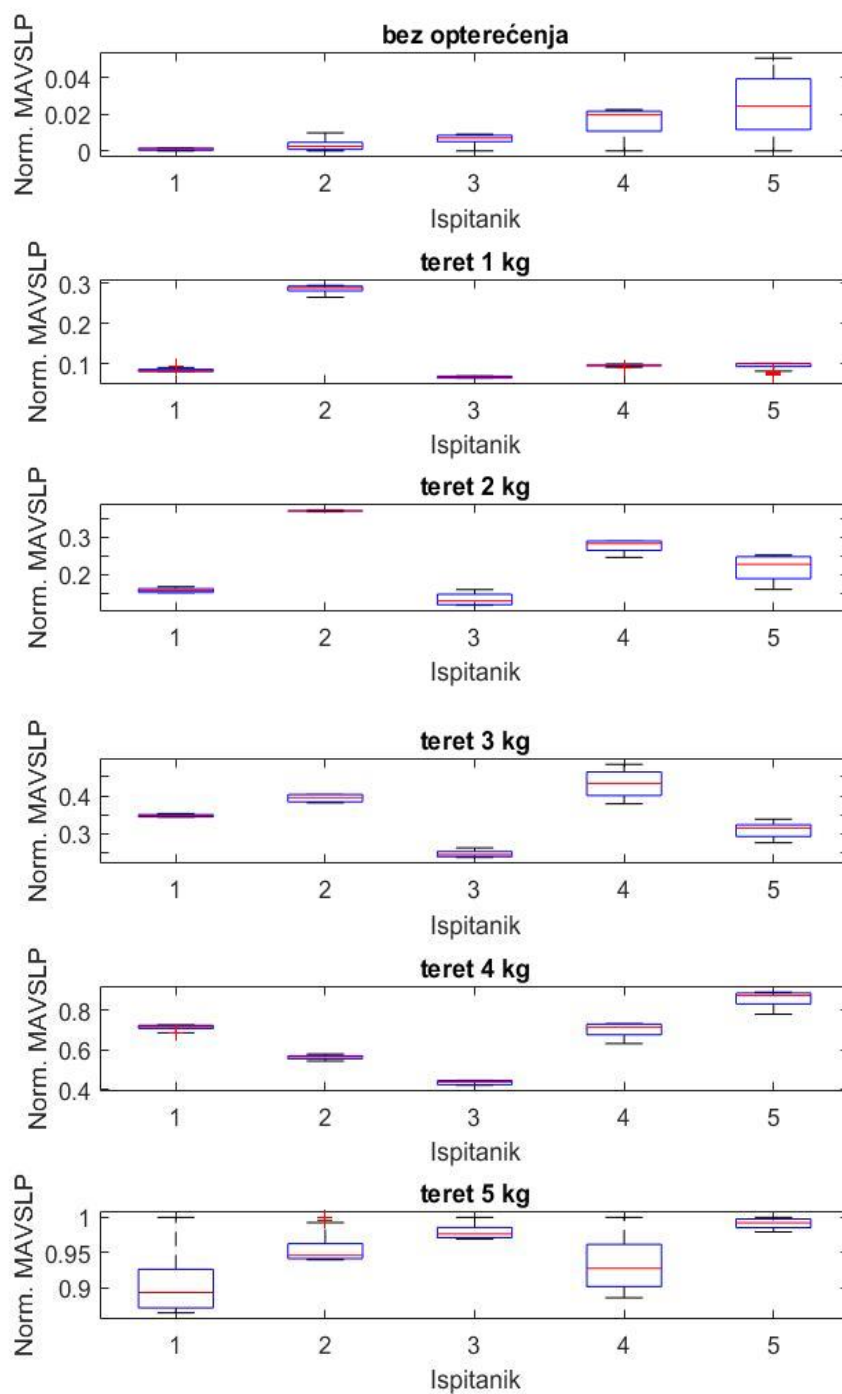 bez opterećenja
Norm. MAVSLP
0.04
0.02
0
1 2 3 4 5
Ispitanik
teret 1 kg
Norm. MAVSLP
0.3
0.2
0.1
1 2 3 4 5
Ispitanik
teret 2 kg
Norm. MAVSLP
0.3
0.2
1 2 3 4 5
Ispitanik
teret 3 kg
Norm. MAVSLP
0.4
0.3
1 2 3 4 5
Ispitanik
teret 4 kg
Norm. MAVSLP
0.8
0.6
0.4
1 2 3 4 5
Ispitanik
teret 5 kg
Norm. MAVSLP
1
0.95
0.9
1 2 3 4 5
Ispitanik